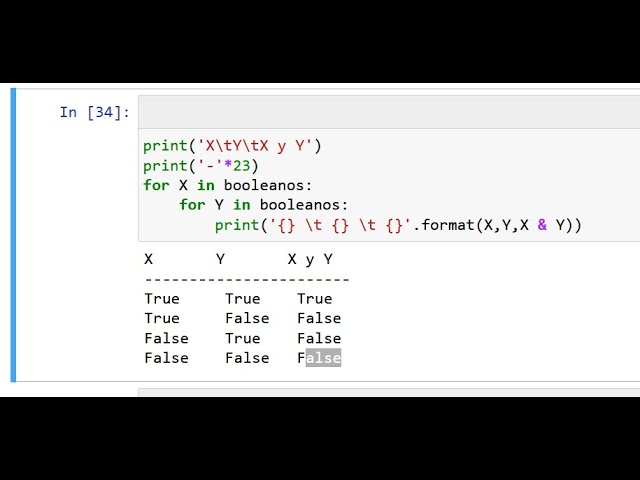 In [34]:
print('X\tY\tX y Y')
print('-'*23)
for X in booleanos:
    for Y in booleanos:
        print('{} \t {} \t {}'.format(X,Y,X & Y))
X       Y       X y Y
-----------------------
True     True    True
True     False   False
False    True    False
False    False   False